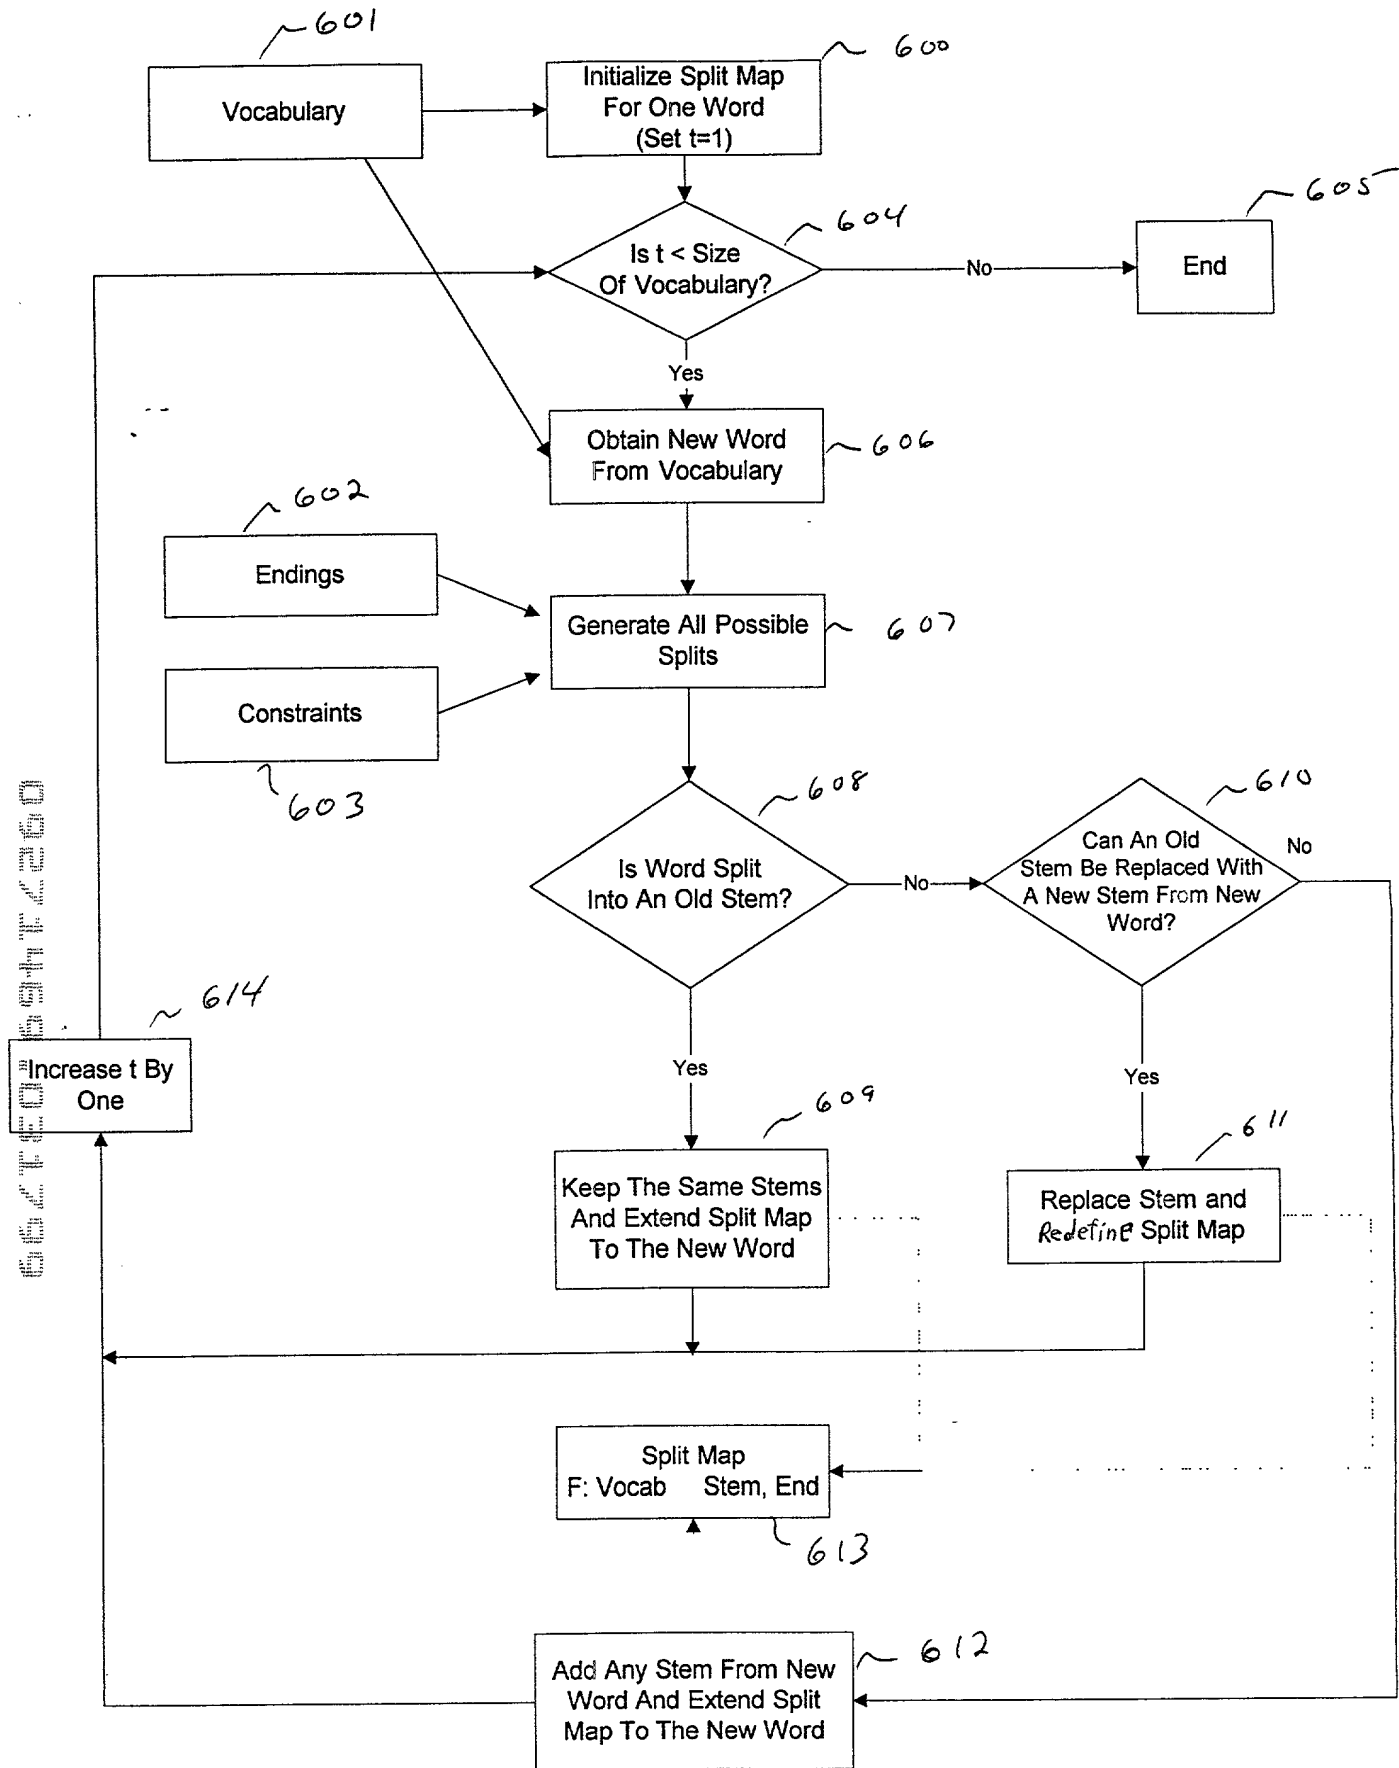 601
600
Vocabulary
Initialize Split Map
For One Word
(Set t=1)
604
605
Is t < Size
Of Vocabulary?
No
End
Yes
Obtain New Word
From Vocabulary
606
602
Endings
Generate All Possible
Splits
607
Constraints
603
608
610
Is Word Split
Into An Old Stem?
No
Can An Old
Stem Be Replaced With
A New Stem From New
Word?
No
614
Increase t By
One
Yes
Yes
609
611
Keep The Same Stems
And Extend Split Map
To The New Word
Replace Stem and
Redefine Split Map
Split Map
F: Vocab Stem, End
613
612
Add Any Stem From New
Word And Extend Split
Map To The New Word